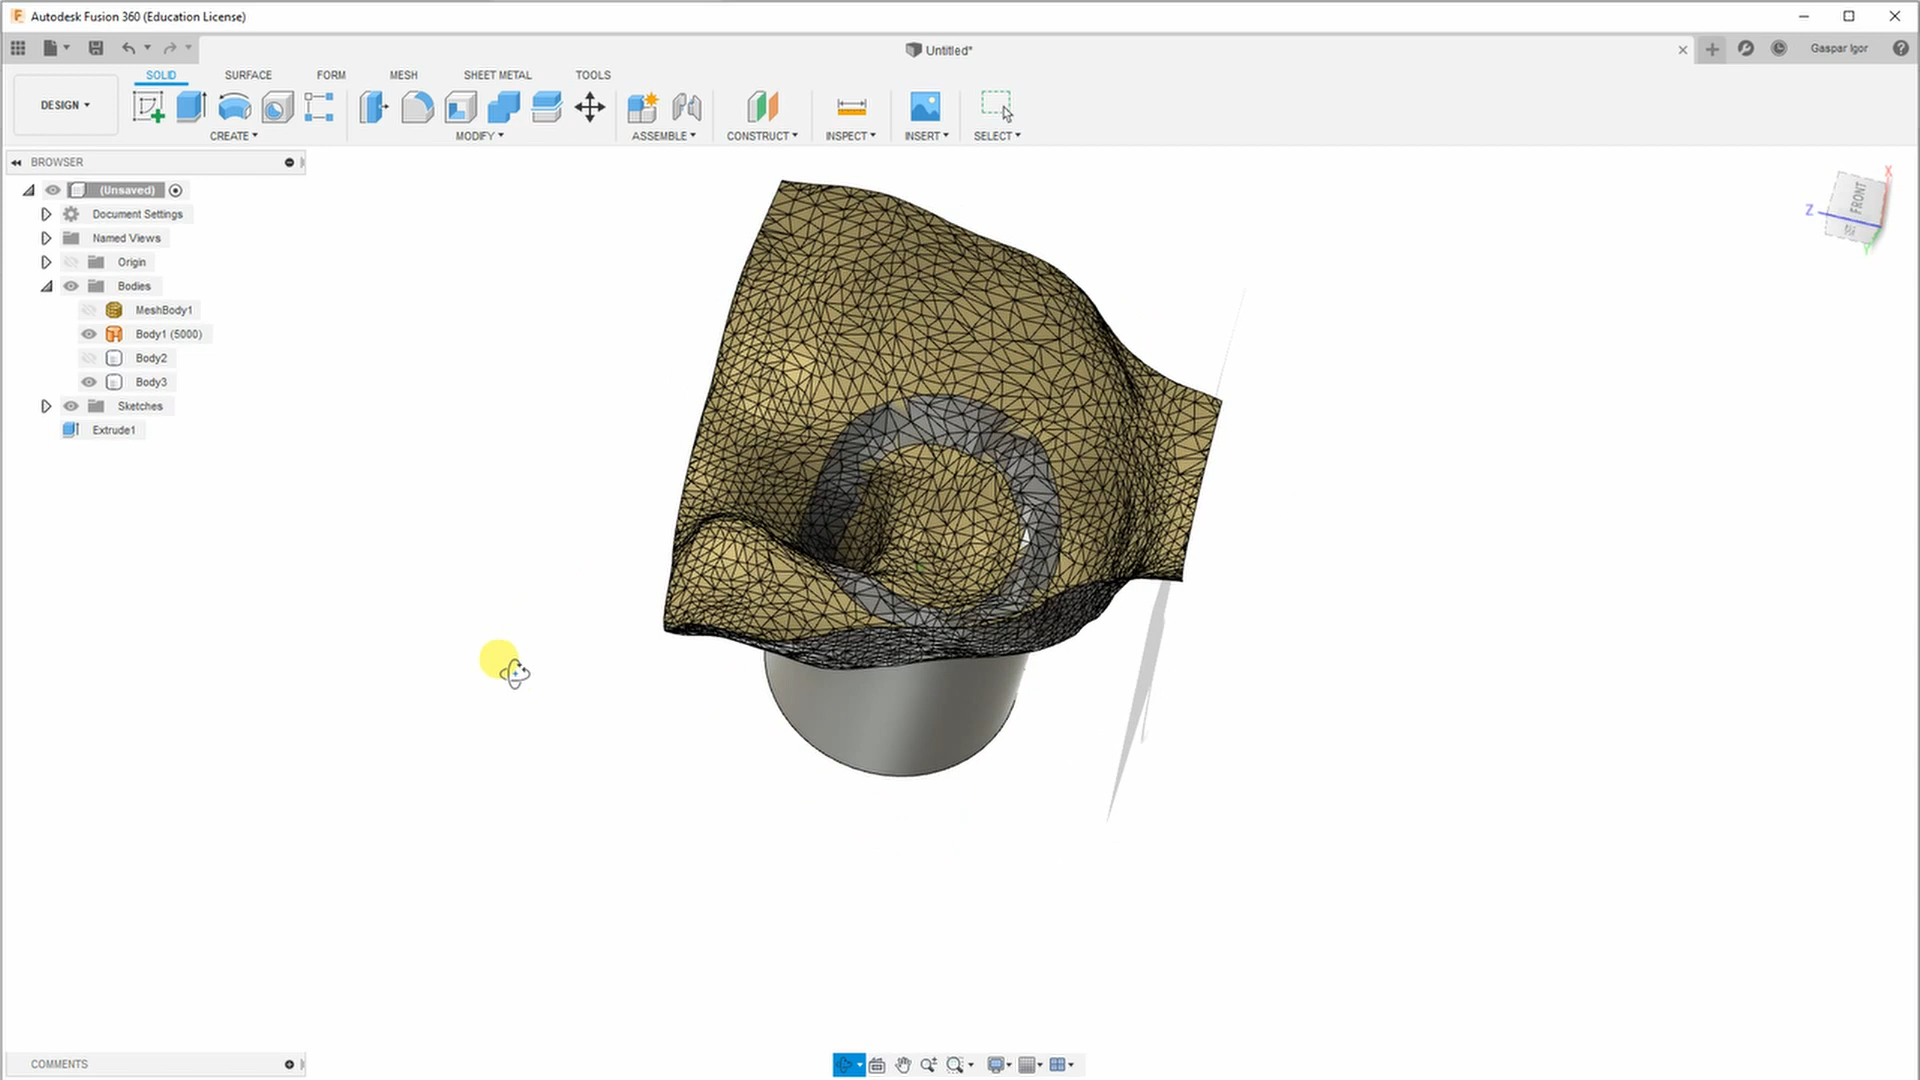 Autodesk Fusion 360 (Education License)
Untitled*
Gaspar Igor
SOLID SURFACE FORM MESH SHEET METAL TOOLS
DESIGN
CREATE MODIFY ASSEMBLE CONSTRUCT INSPECT INSERT SELECT
BROWSER
(Unsaved)
Document Settings
Named Views
Origin
Bodies
MeshBody1
Body1 (5000)
Body2
Body3
Sketches
Extrude1
X
FRONT
Z
Y
COMMENTS